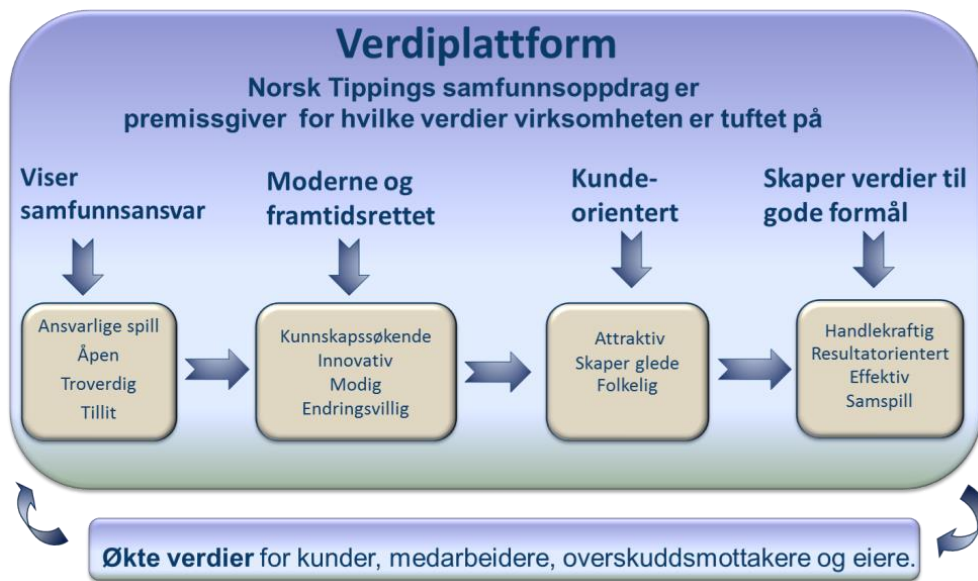 Verdiplattform
Norsk Tippings samfunnsoppdrag er
premissgiver for hvilke verdier virksomheten er tuftet på
Viser
samfunnsansvar
Moderne og
framtidsrettet
Kunde-
orientert
Skaper verdier til
gode formål
Ansvarlige spill
Åpen
Troverdig
Tillit
Kunnskapssøkende
Innovativ
Modig
Endringsvillig
Attraktiv
Skaper glede
Folkelig
Handlekraftig
Resultatorientert
Effektiv
Samspill
Økte verdier for kunder, medarbeidere, overskuddsmottakere og eiere.